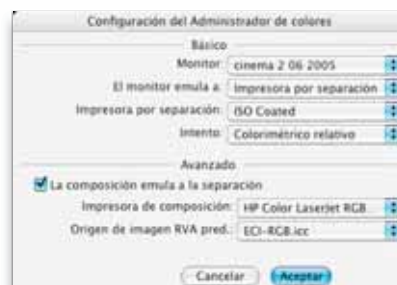 Configuración del Administrador de colores
Básico
Monitor: cinema 2 06 2005
El monitor emula a: Impresora por separación
Impresora por separación: ISO Coated
Intento: Colorimétrico relativo
Avanzado
La composición emula a la separación
Impresora de composición: HP Color LaserJet RGB
Origen de imagen RVA pred.: ECI-RGB.icc
Cancelar Aceptar